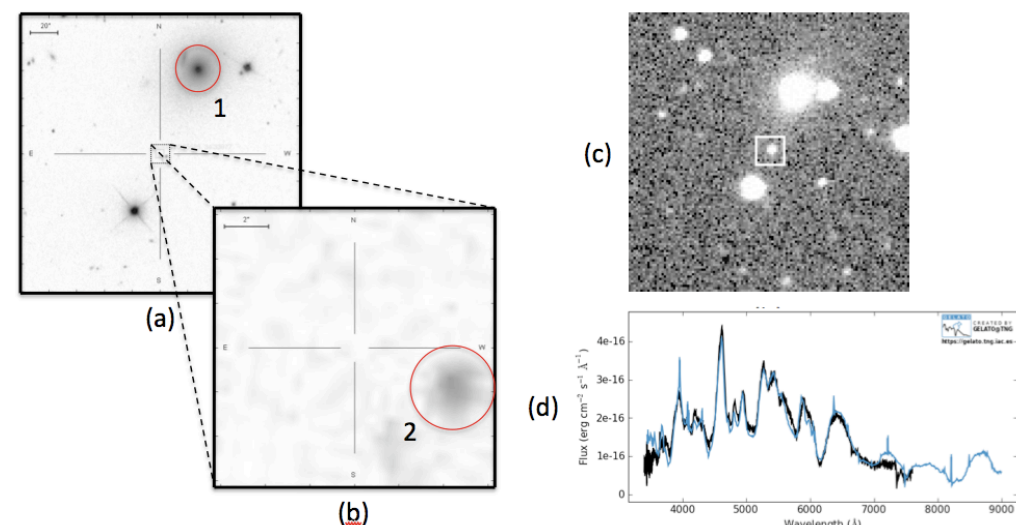 20"
N
1
E
W
S
(a)
2"
N
E
W
2
S
(b)
(c)
(d)
GELATO
CREATED BY
GELATO@TNG
https://gelato.tng.iac.es
Flux (erg cm⁻² s⁻¹ Å⁻¹)
4e-16
3e-16
2e-16
1e-16
0
4000 5000 6000 7000 8000 9000
Wavelength (Å)